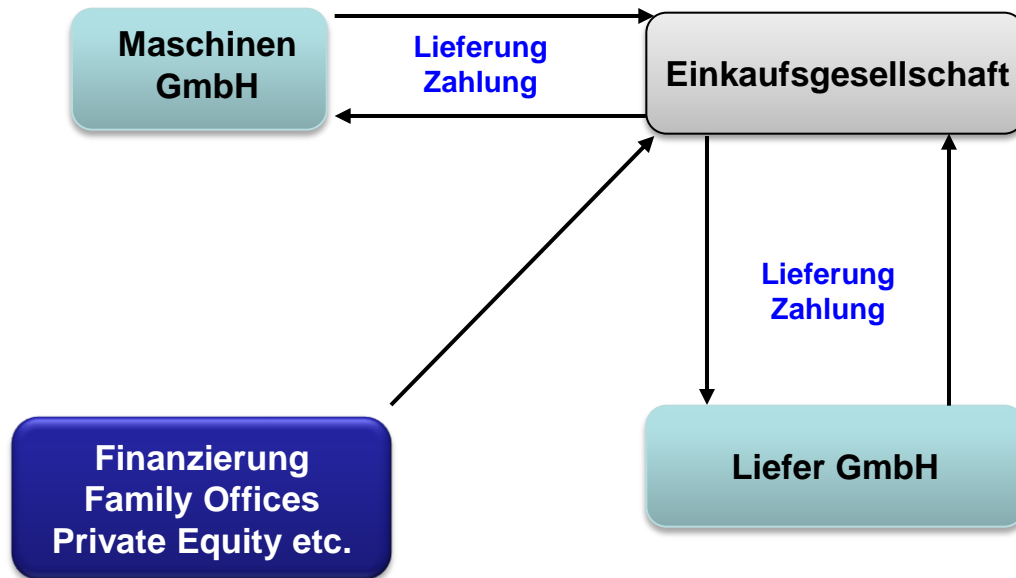 Maschinen
GmbH
Lieferung
Zahlung
Einkaufsgesellschaft
Lieferung
Zahlung
Finanzierung
Family Offices
Private Equity etc.
Liefer GmbH